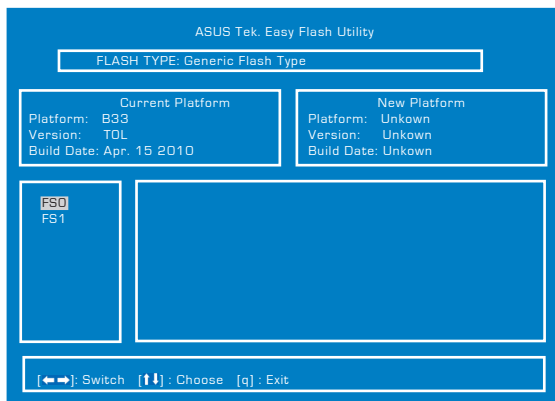 ASUS Tek. Easy Flash Utility
FLASH TYPE: Generic Flash Type
Current Platform
Platform: B33
Version: TOL
Build Date: Apr. 15 2010
New Platform
Platform: Unkown
Version: Unkown
Build Date: Unkown
FS0
FS1
[←→]: Switch [↑↓] : Choose [q] : Exit